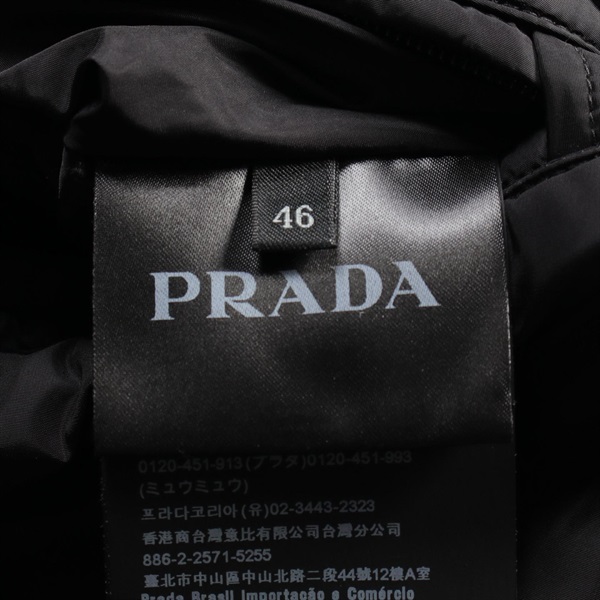 46
PRADA
0120-451-913(プラダ)0120-451-993
(ミュウミュウ)
프라다코리아(유)02-3443-2323
香港商台灣意比有限公司台灣分公司
886-2-2571-5255
臺北市中山區中山北路二段44號12樓A室
Prada Brasil Importação e Comércio